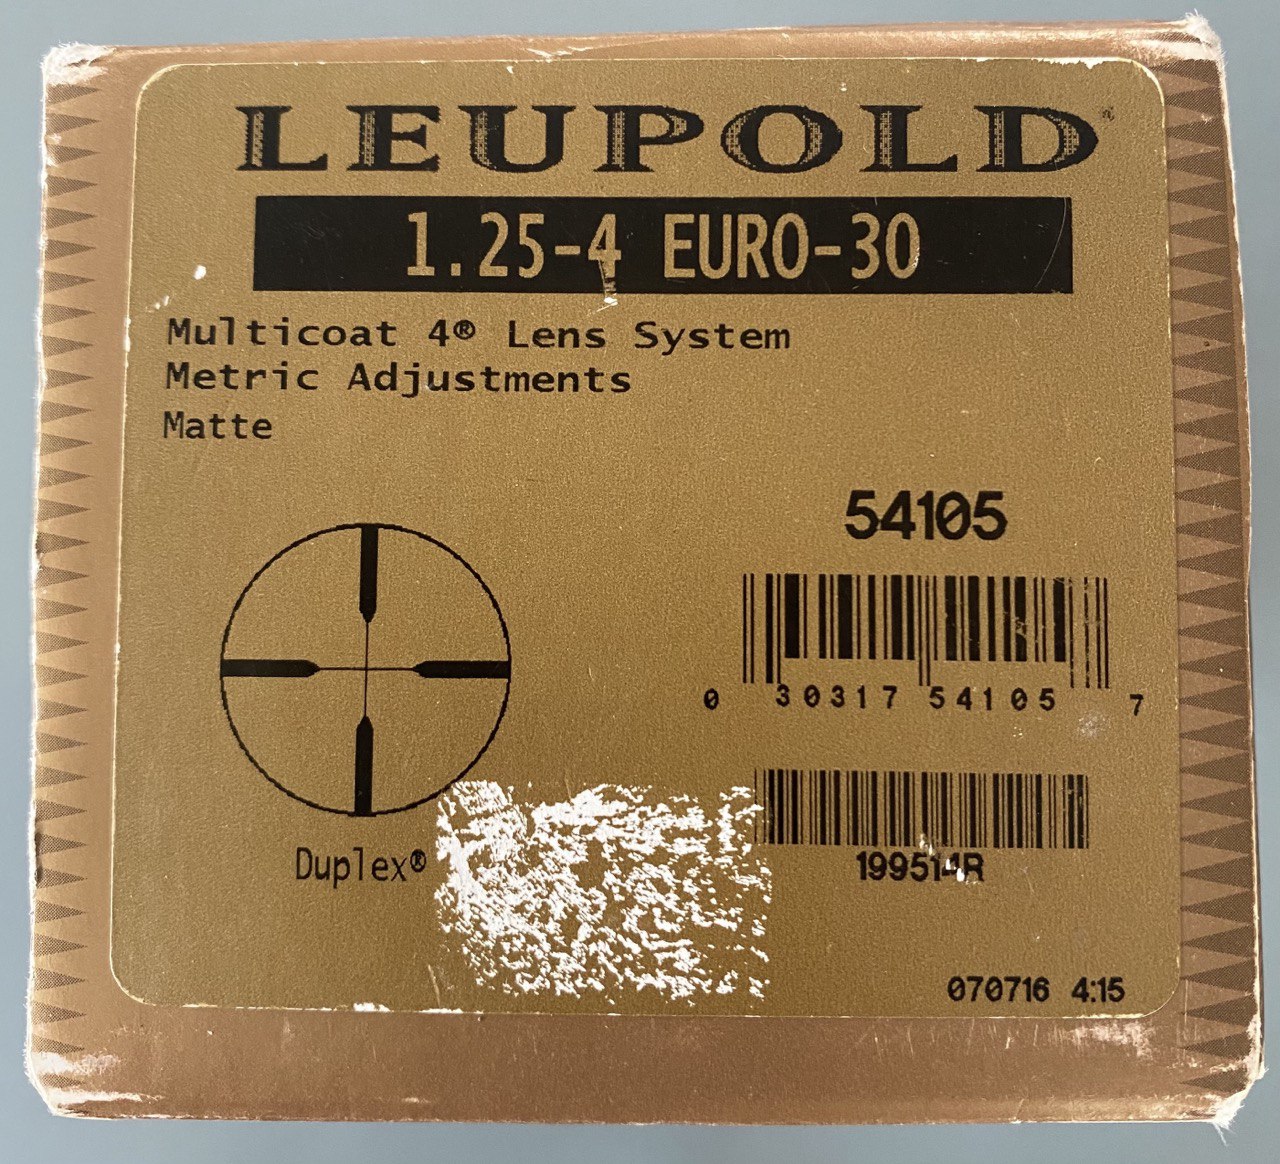 LEUPOLD®
1.25-4 EURO-30
Multicoat 4® Lens System
Metric Adjustments
Matte
54105
0 30317 54105 7
Duplex®
199514R
070716 4:15